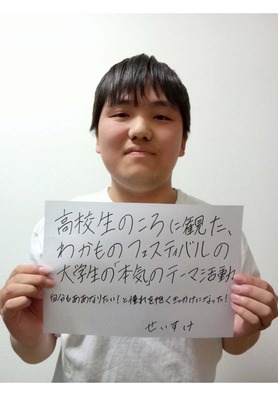 高校生のころに観た、
わかものフェスティバルの
大学生の「本気」のテーマ活動
自分もああなりたい！と憧れを抱くきっかけになった！
せいすけ